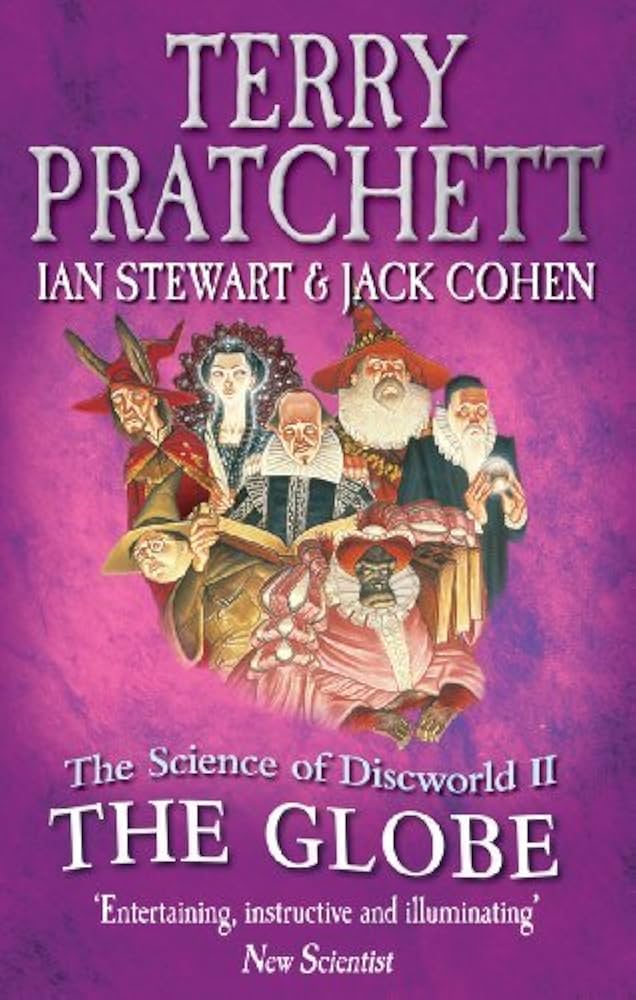 TERRY
PRATCHETT
IAN STEWART & JACK COHEN
The Science of Discworld II
THE GLOBE
‘Entertaining, instructive and illuminating’
New Scientist